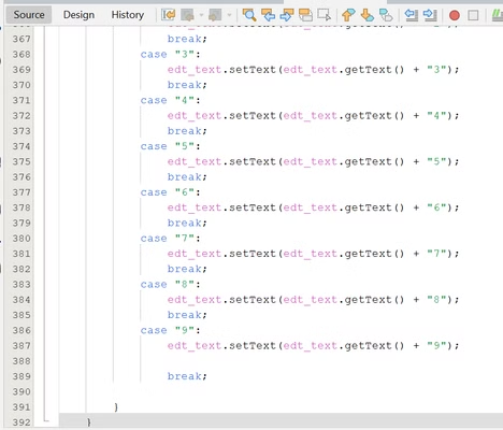 Source Design History
367 break;
368 case "3":
369 edt_text.setText(edt_text.getText() + "3");
370 break;
371 case "4":
372 edt_text.setText(edt_text.getText() + "4");
373 break;
374 case "5":
375 edt_text.setText(edt_text.getText() + "5");
376 break;
377 case "6":
378 edt_text.setText(edt_text.getText() + "6");
379 break;
380 case "7":
381 edt_text.setText(edt_text.getText() + "7");
382 break;
383 case "8":
384 edt_text.setText(edt_text.getText() + "8");
385 break;
386 case "9":
387 edt_text.setText(edt_text.getText() + "9");
388
389 break;
390
391 }
392 }